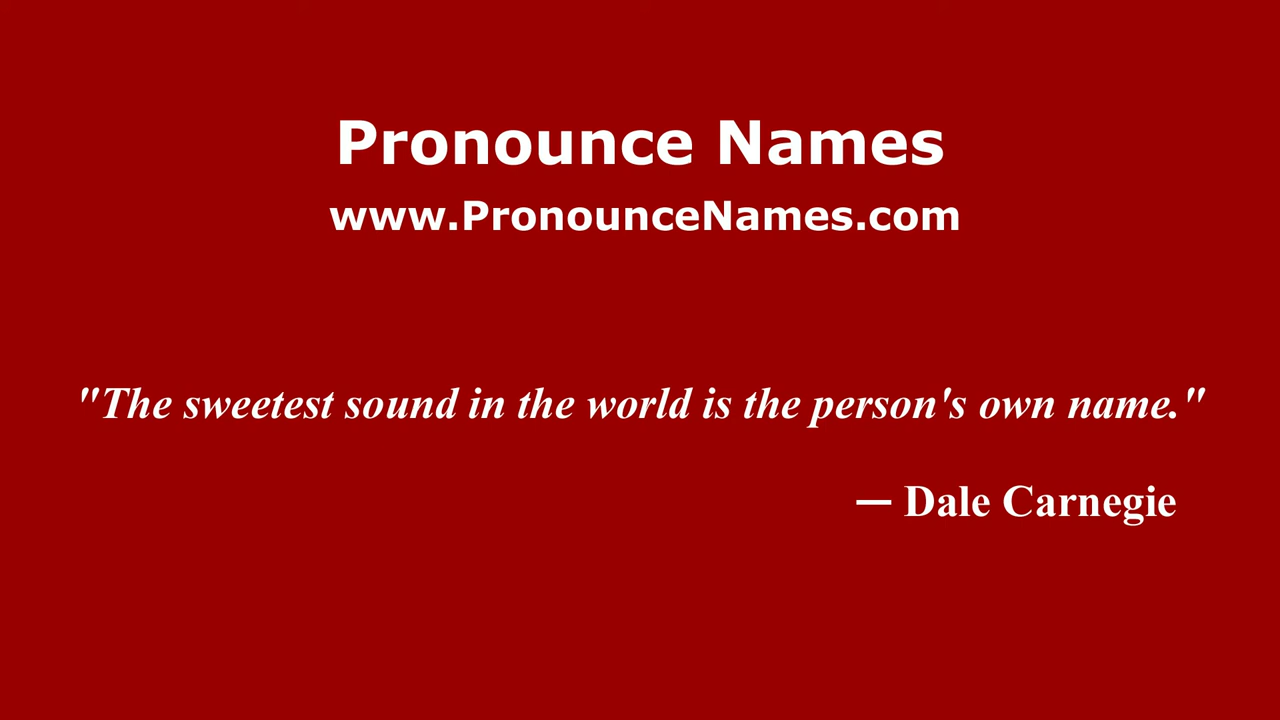 Pronounce Names
www.PronounceNames.com
"The sweetest sound in the world is the person's own name."
— Dale Carnegie